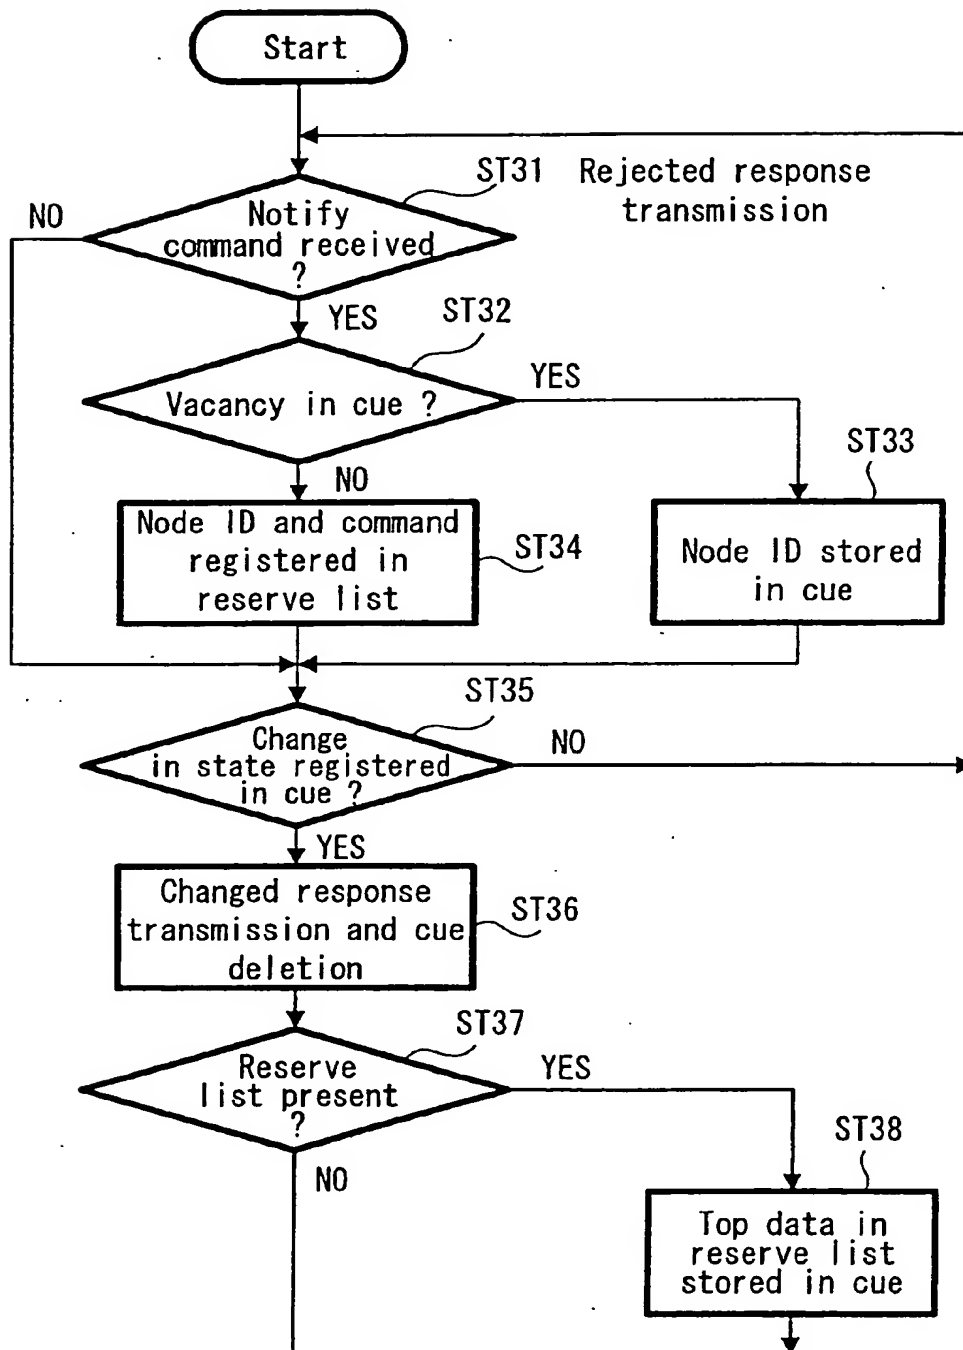 Start
ST31
Rejected response
transmission
NO
Notify
command received
?
YES
ST32
Vacancy in cue ?
YES
ST33
NO
Node ID and command
registered in
reserve list
ST34
Node ID stored
in cue
ST35
Change
in state registered
in cue ?
NO
YES
Changed response
transmission and cue
deletion
ST36
ST37
Reserve
list present
?
YES
ST38
NO
Top data in
reserve list
stored in cue